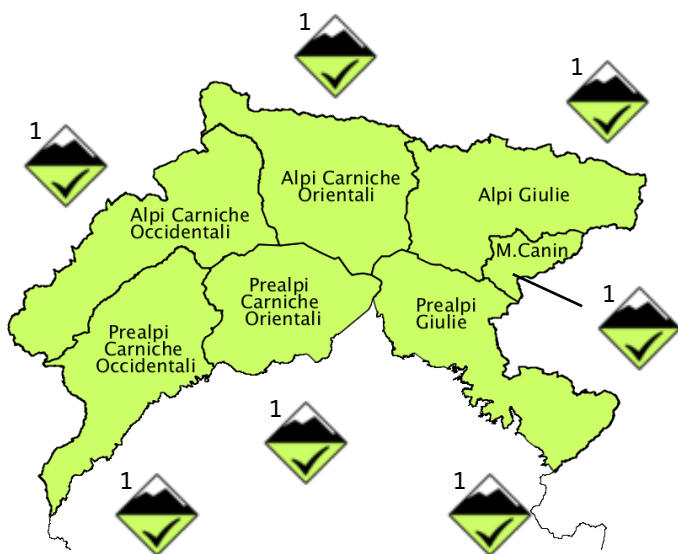 1
1
1
Alpi Carniche
Orientali
Alpi Giulie
Alpi Carniche
Occidentali
M.Canin
Prealpi
Carniche
Orientali
Prealpi
Giulie
1
Prealpi
Carniche
Occidentali
1
1
1